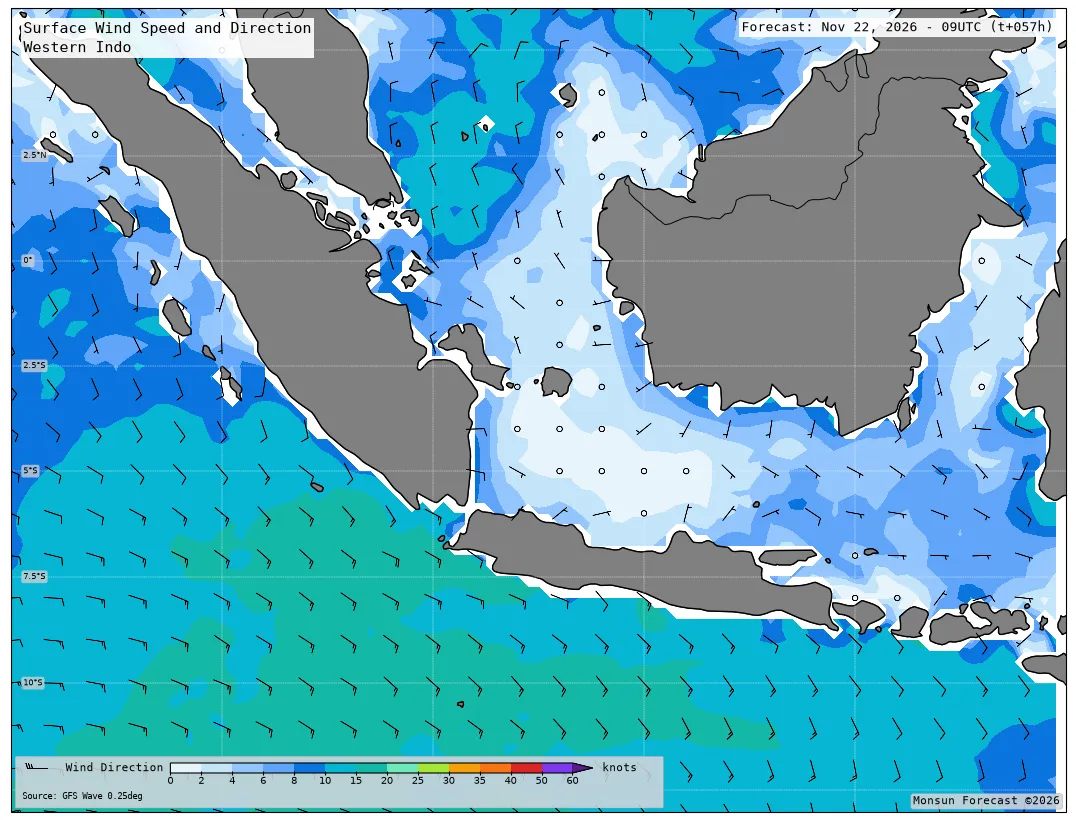 Surface Wind Speed and Direction
Western Indo
Forecast: Nov 22, 2026 - 09UTC (t+057h)
2.5°N
0°
2.5°S
5°S
7.5°S
10°S
Wind Direction
0 2 4 6 8 10 15 20 25 30 35 40 50 60
knots
Source: GFS Wave 0.25deg
Monsun Forecast ©2026